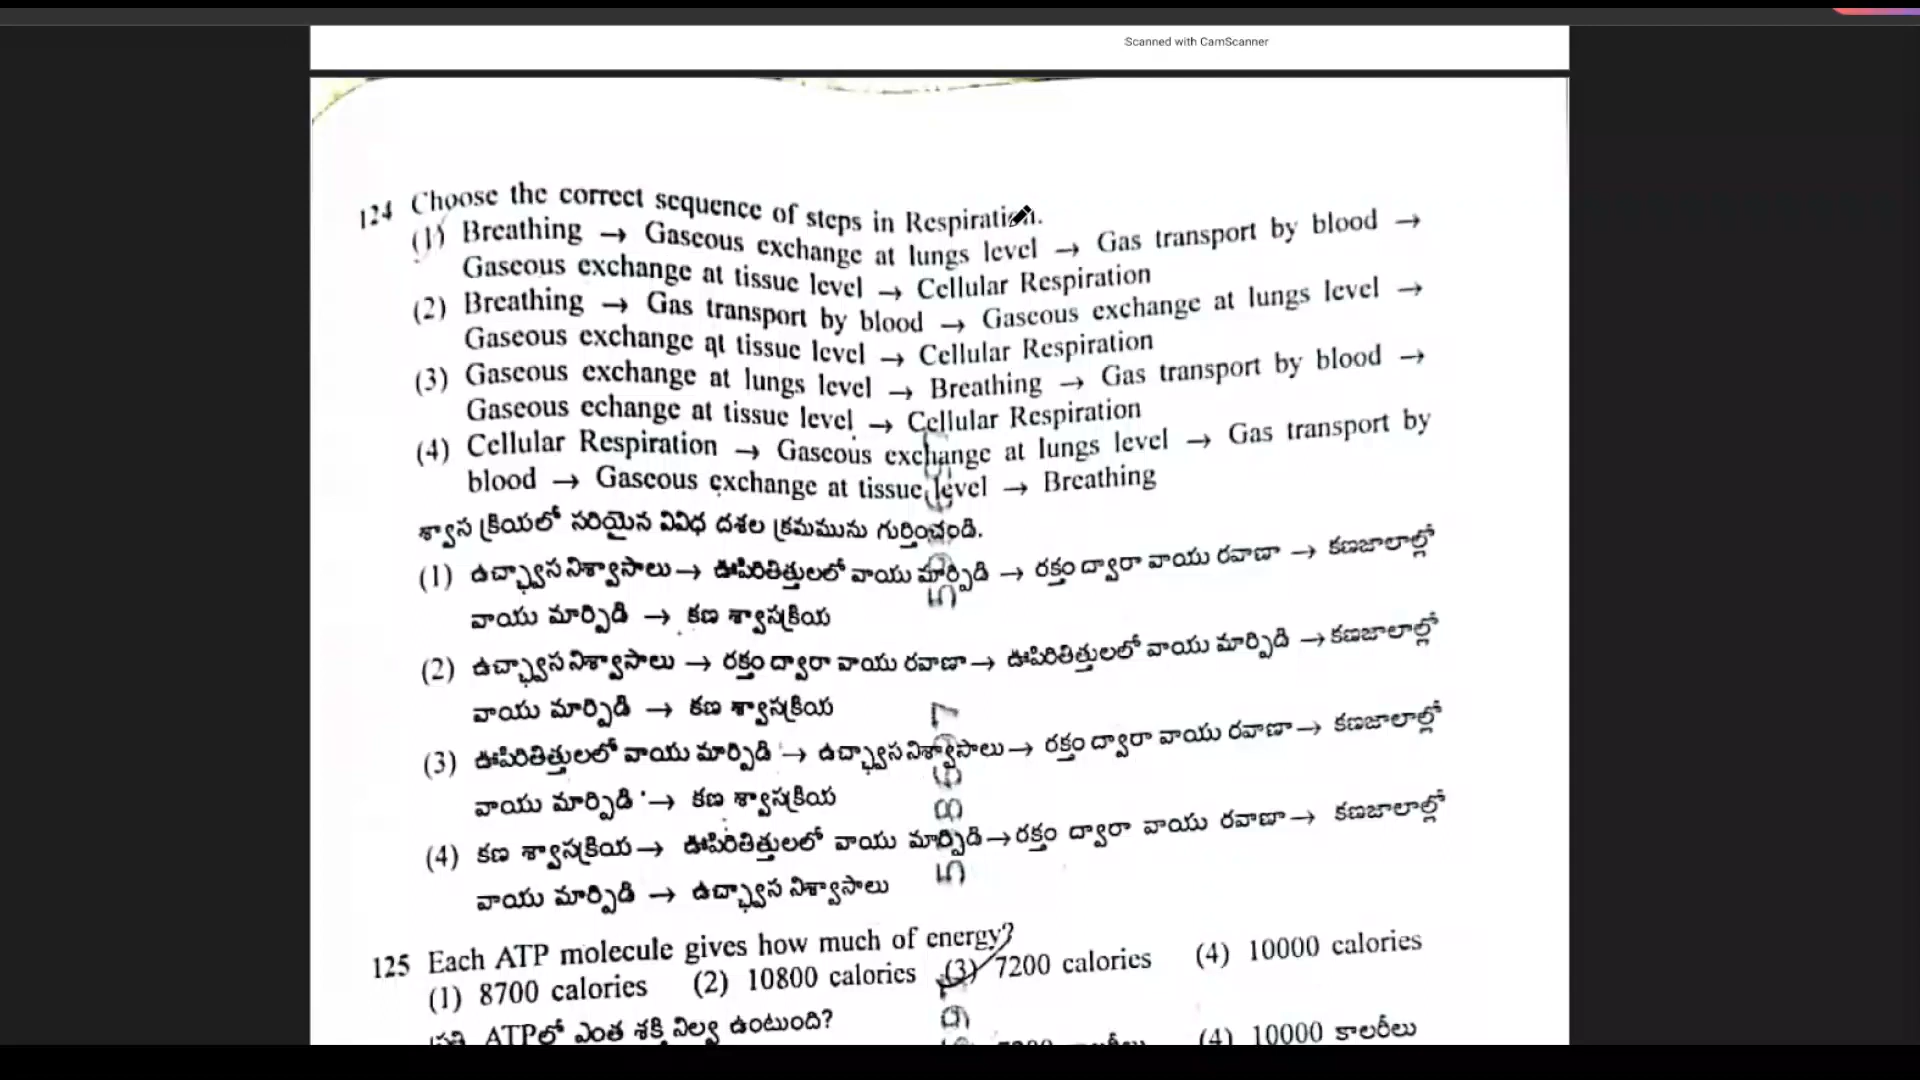 Scanned with CamScanner
124 Choose the correct sequence of steps in Respiration.
(1) Breathing → Gaseous exchange at lungs level → Gas transport by blood →
Gaseous exchange at tissue level → Cellular Respiration
(2) Breathing → Gas transport by blood → Gaseous exchange at lungs level →
Gaseous exchange at tissue level → Cellular Respiration
(3) Gaseous exchange at lungs level → Breathing → Gas transport by blood →
Gaseous echange at tissue level → Cellular Respiration
(4) Cellular Respiration → Gaseous exchange at lungs level → Gas transport by
blood → Gaseous exchange at tissue level → Breathing
శ్వాస క్రియలో సరియైన వివిధ దశల క్రమమును గుర్తించండి.
(1) ఉచ్ఛ్వాస నిశ్వాసాలు → ఊపిరితిత్తులలో వాయు మార్పిడి → రక్తం ద్వారా వాయు రవాణా → కణజాలాల్లో
వాయు మార్పిడి → కణ శ్వాసక్రియ
(2) ఉచ్ఛ్వాస నిశ్వాసాలు → రక్తం ద్వారా వాయు రవాణా → ఊపిరితిత్తులలో వాయు మార్పిడి → కణజాలాల్లో
వాయు మార్పిడి → కణ శ్వాసక్రియ
(3) ఊపిరితిత్తులలో వాయు మార్పిడి → ఉచ్ఛ్వాస నిశ్వాసాలు → రక్తం ద్వారా వాయు రవాణా → కణజాలాల్లో
వాయు మార్పిడి → కణ శ్వాసక్రియ
(4) కణ శ్వాసక్రియ → ఊపిరితిత్తులలో వాయు మార్పిడి → రక్తం ద్వారా వాయు రవాణా → కణజాలాల్లో
వాయు మార్పిడి → ఉచ్ఛ్వాస నిశ్వాసాలు
125 Each ATP molecule gives how much of energy?
(1) 8700 calories (2) 10800 calories (3) 7200 calories (4) 10000 calories
ATPలో ఎంత శక్తి నిల్వ ఉంటుంది?
(4) 10000 కాలరీలు